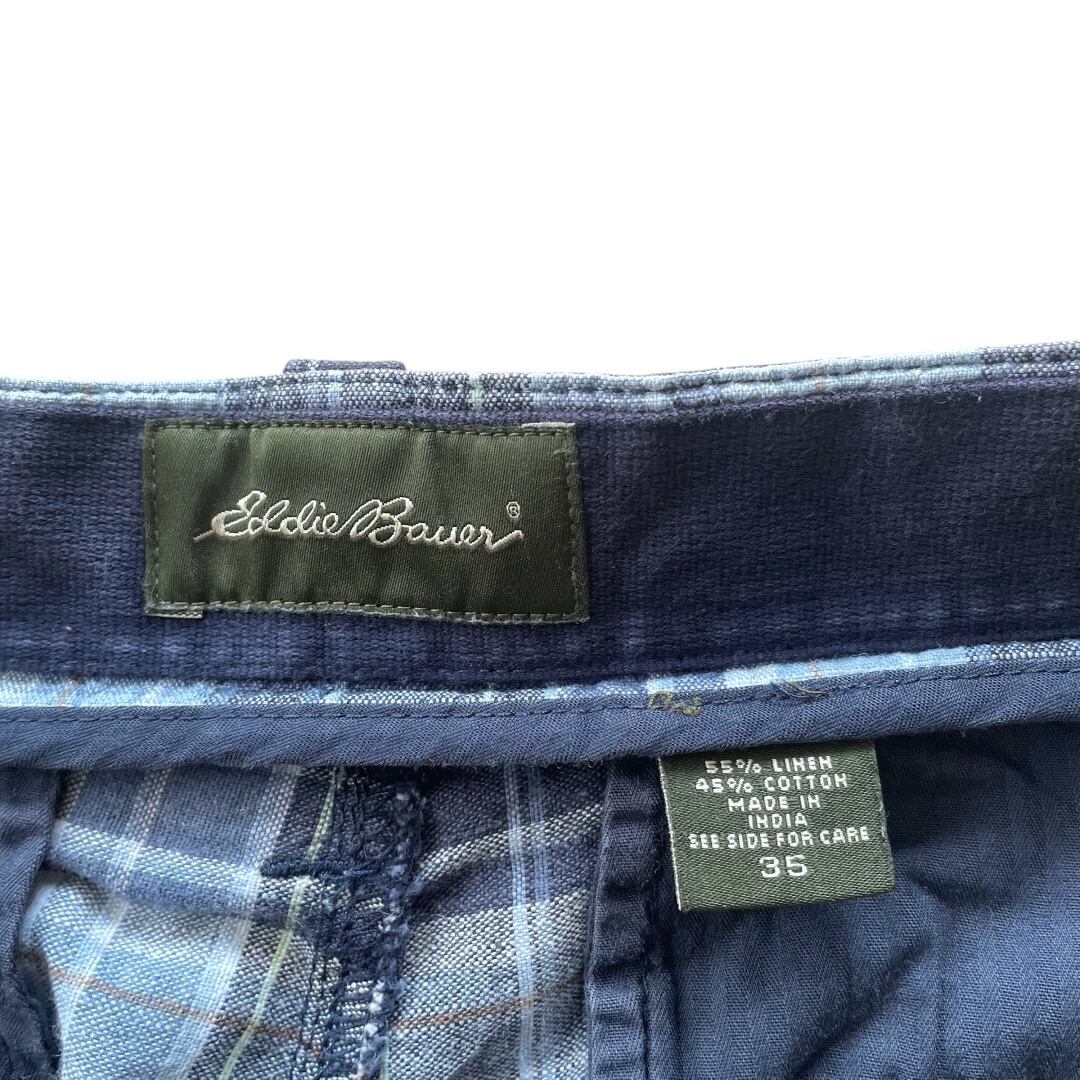 Eddie Bauer®
55% LINEN
45% COTTON
MADE IN
INDIA
SEE SIDE FOR CARE
35